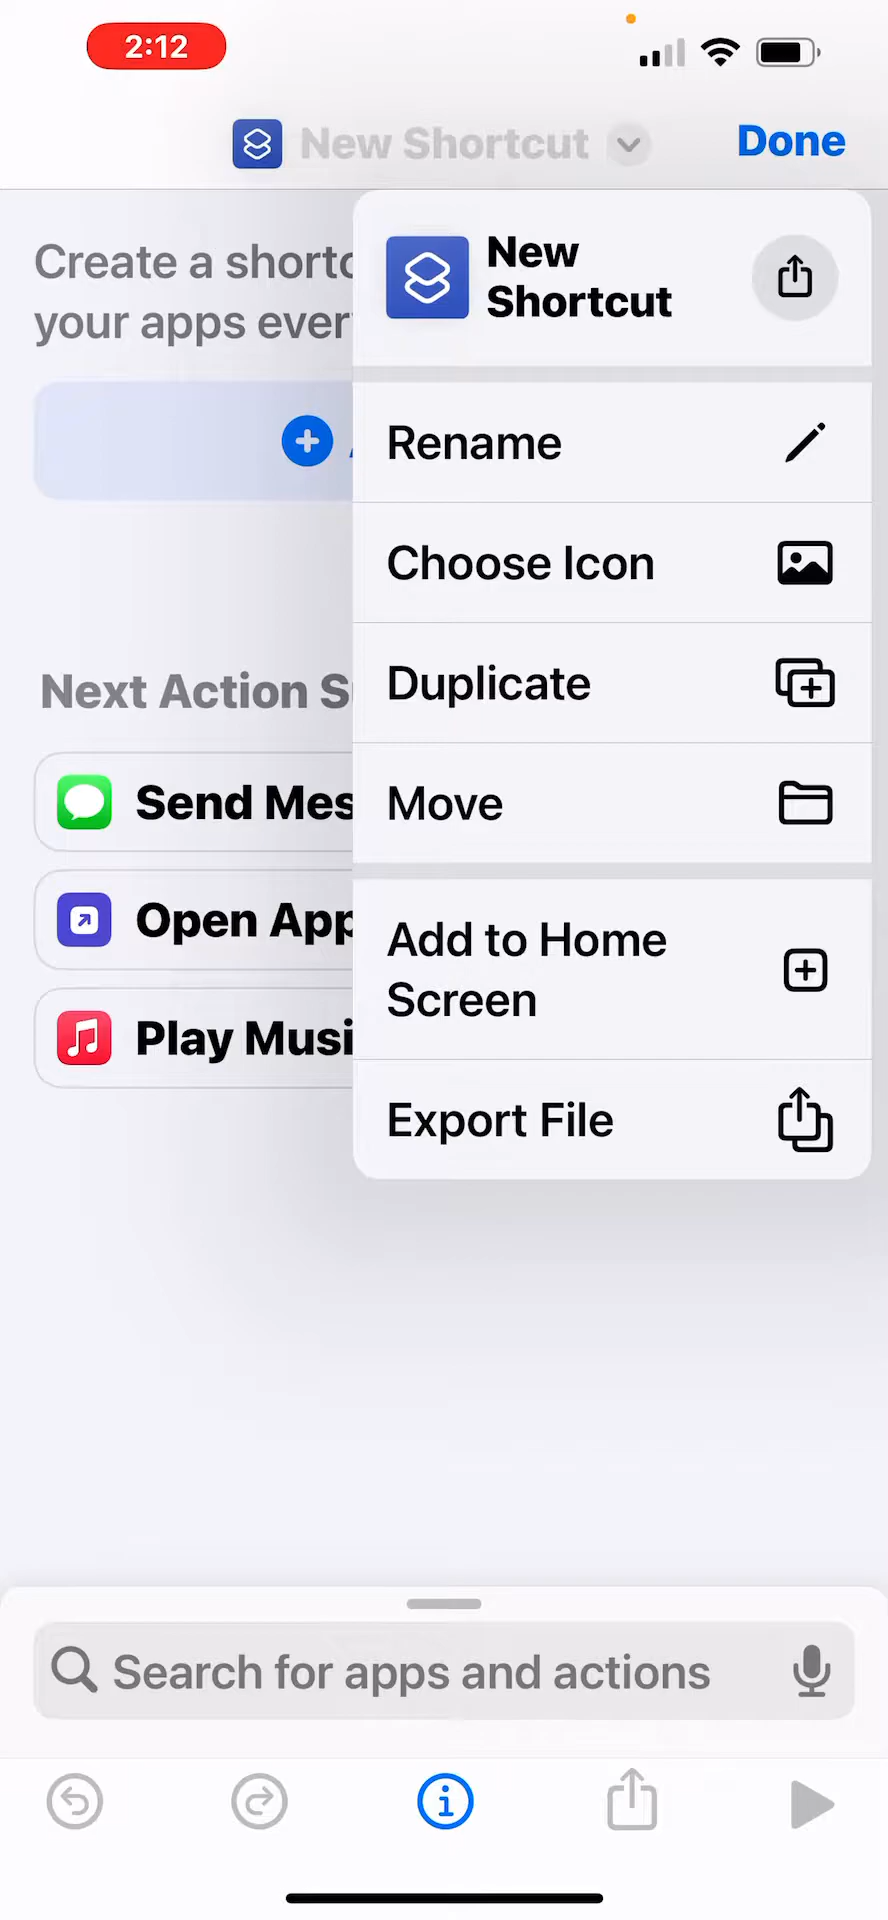 2:12
New Shortcut
Done
Create a shortc
your apps ever
New
Shortcut
Rename
Choose Icon
Duplicate
Next Action S
Send Mes
Move
Open App
Add to Home
Screen
Play Musi
Export File
Search for apps and actions